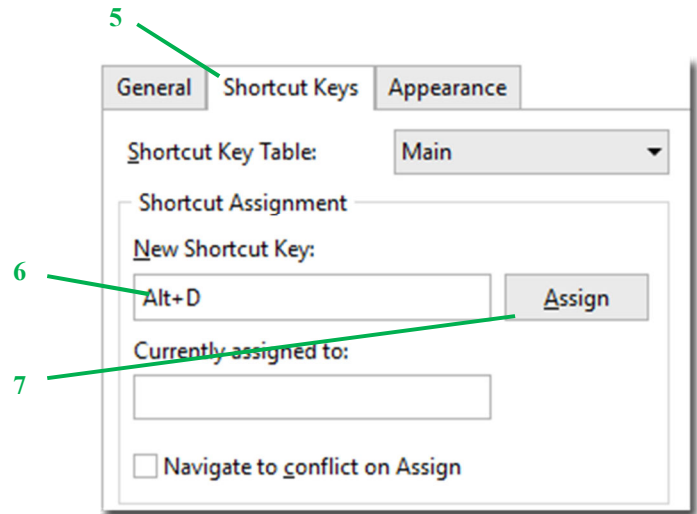 5
General Shortcut Keys Appearance
Shortcut Key Table: Main
Shortcut Assignment
New Shortcut Key:
6
Alt+D Assign
Currently assigned to:
7
Navigate to conflict on Assign